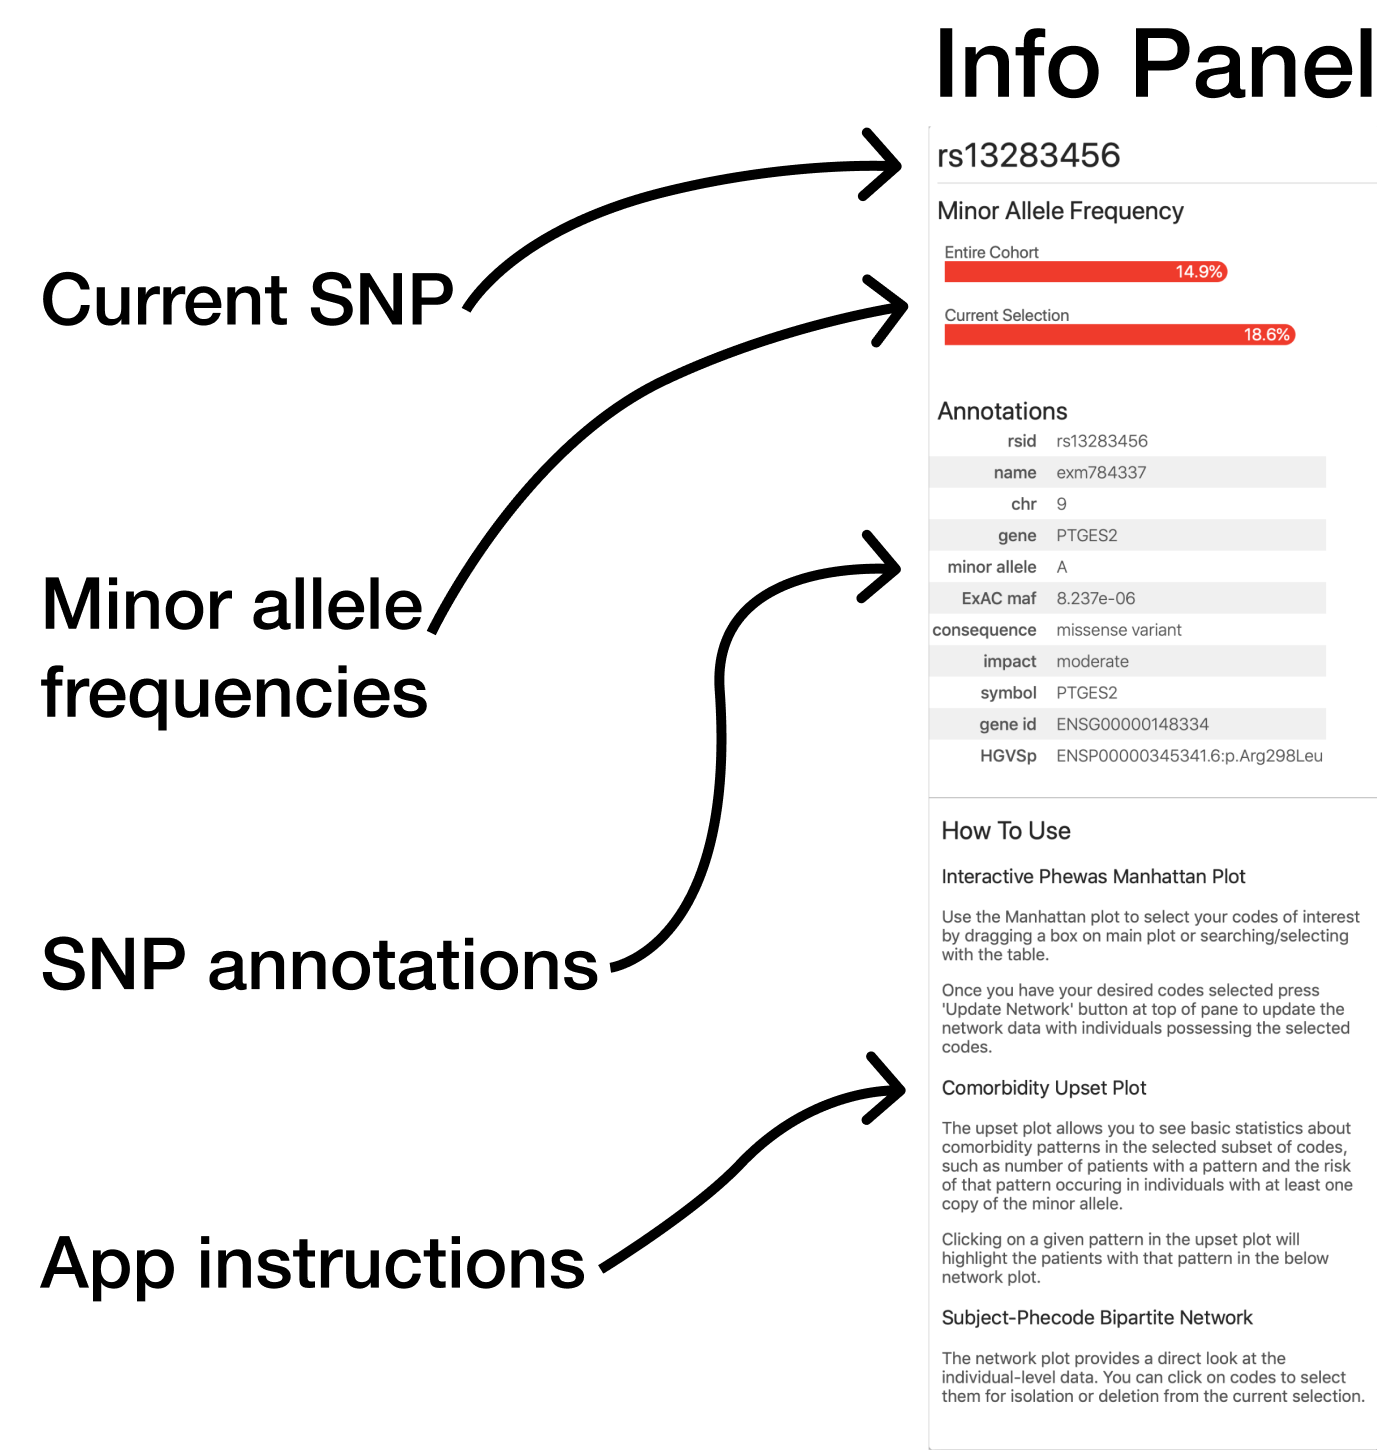 Info Panel
Current SNP
Minor allele
frequencies
SNP annotations
App instructions
rs13283456
Minor Allele Frequency
Entire Cohort
14.9%
Current Selection
18.6%
Annotations
rsid rs13283456
name exm784337
chr 9
gene PTGES2
minor allele A
ExAC maf 8.237e-06
consequence missense variant
impact moderate
symbol PTGES2
gene id ENSG00000148334
HGVSp ENSP00000345341.6:p.Arg298Leu
How To Use
Interactive Phewas Manhattan Plot
Use the Manhattan plot to select your codes of interest
by dragging a box on main plot or searching/selecting
with the table.
Once you have your desired codes selected press
'Update Network' button at top of pane to update the
network data with individuals possessing the selected
codes.
Comorbidity Upset Plot
The upset plot allows you to see basic statistics about
comorbidity patterns in the selected subset of codes,
such as number of patients with a pattern and the risk
of that pattern occuring in individuals with at least one
copy of the minor allele.
Clicking on a given pattern in the upset plot will
highlight the patients with that pattern in the below
network plot.
Subject-Phecode Bipartite Network
The network plot provides a direct look at the
individual-level data. You can click on codes to select
them for isolation or deletion from the current selection.